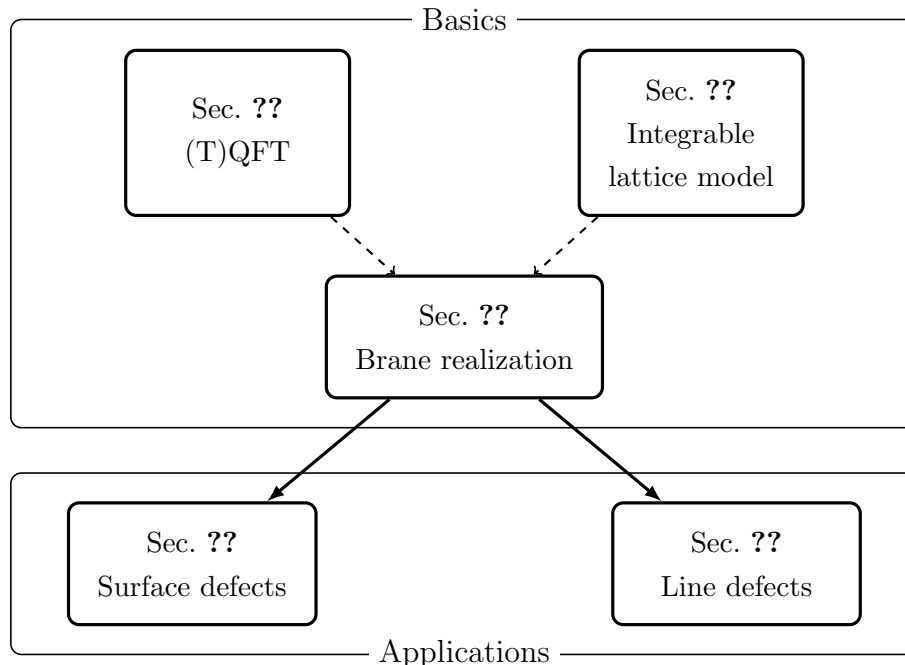 Basics
Sec. ??
(T)QFT
Sec. ??
Integrable
lattice model
Sec. ??
Brane realization
Sec. ??
Surface defects
Sec. ??
Line defects
Applications